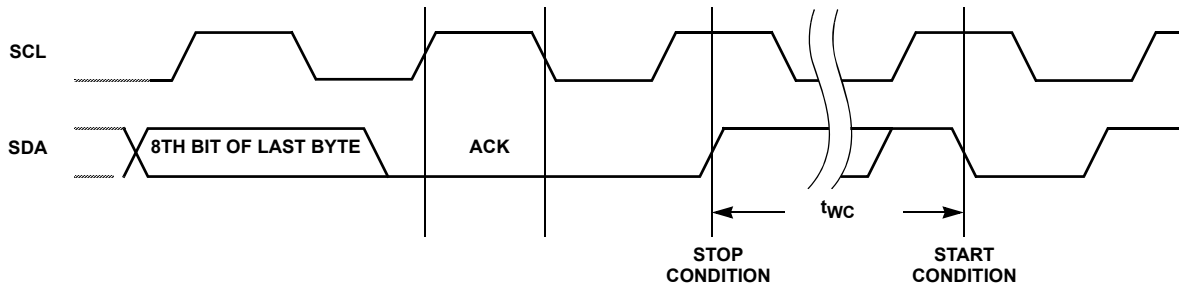 SCL
SDA
8TH BIT OF LAST BYTE
ACK
tWC
STOP
CONDITION
START
CONDITION